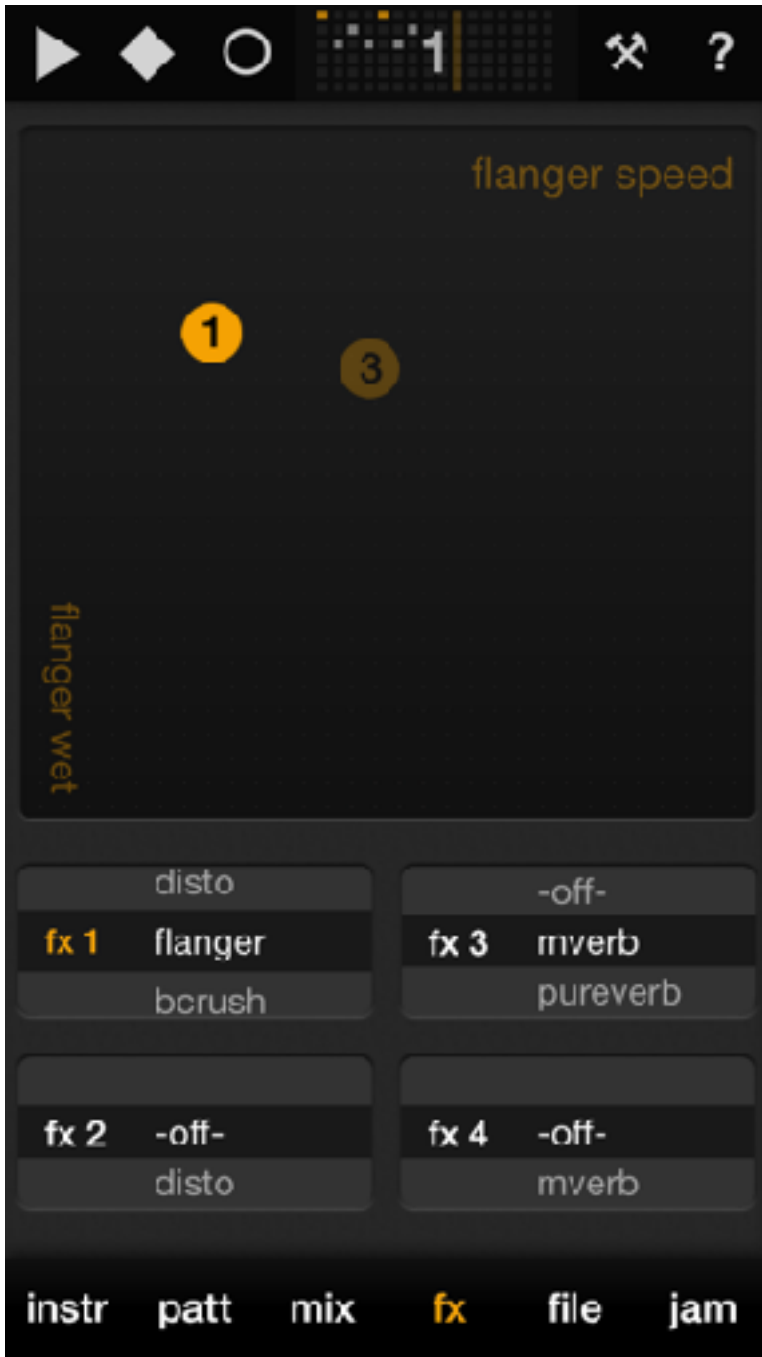 1 ?
flanger speed
1
3
flanger wet
disto
fx 1 flanger
bcrush
-off-
fx 3 mverb
pureverb
fx 2 -off-
disto
fx 4 -off-
mverb
instr patt mix fx file jam